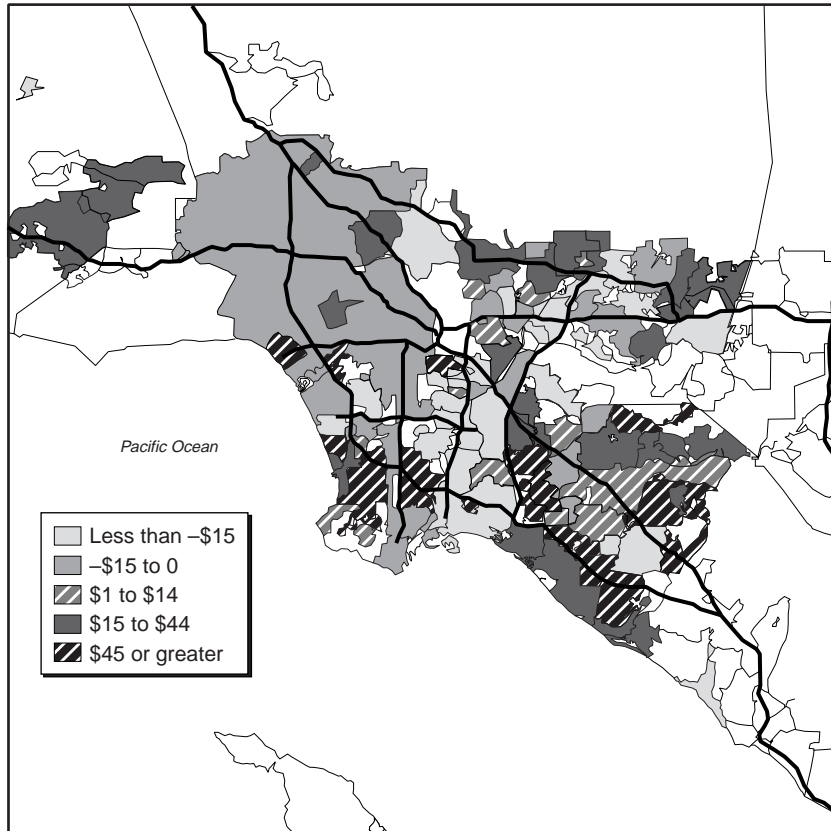 Pacific Ocean
Less than –$15
–$15 to 0
$1 to $14
$15 to $44
$45 or greater